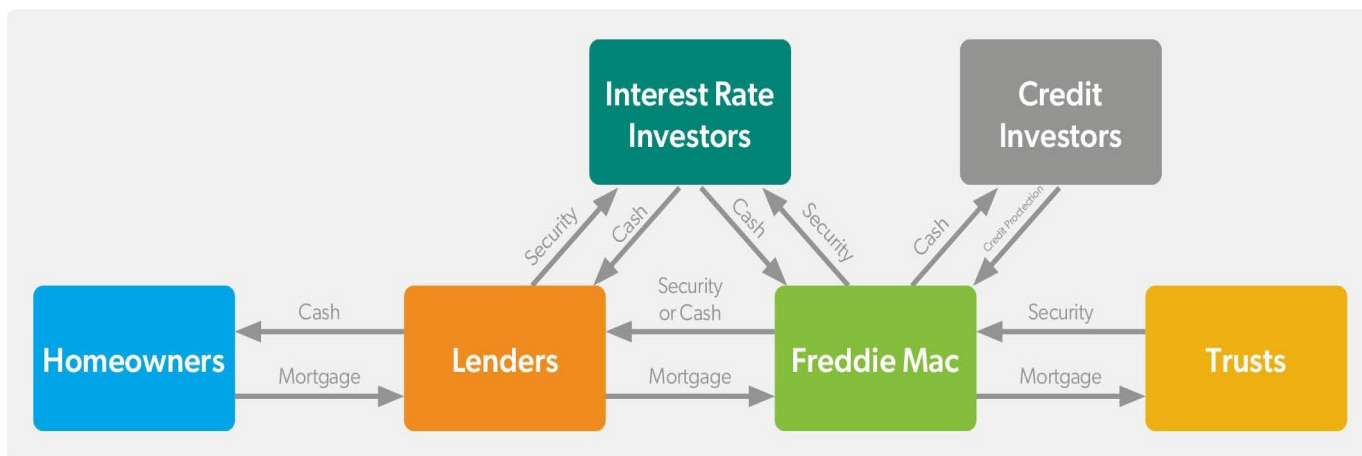 Interest Rate
Investors
Credit
Investors
Security
Cash
Cash
Security
Cash
Credit Proctection
Homeowners
Cash
Mortgage
Lenders
Security
or Cash
Mortgage
Freddie Mac
Security
Mortgage
Trusts